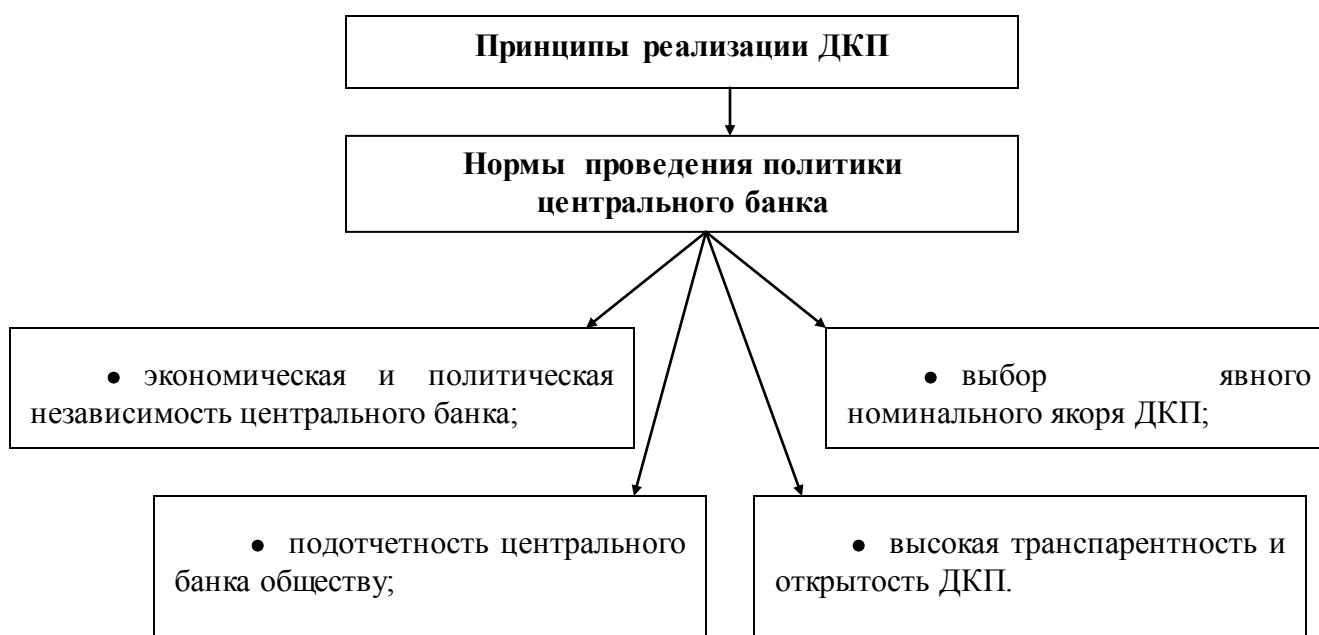 Принципы реализации ДКП
Нормы проведения политики
центрального банка
● экономическая и политическая
независимость центрального банка;
● выбор явного
номинального якоря ДКП;
● подотчетность центрального
банка обществу;
● высокая транспарентность и
открытость ДКП.